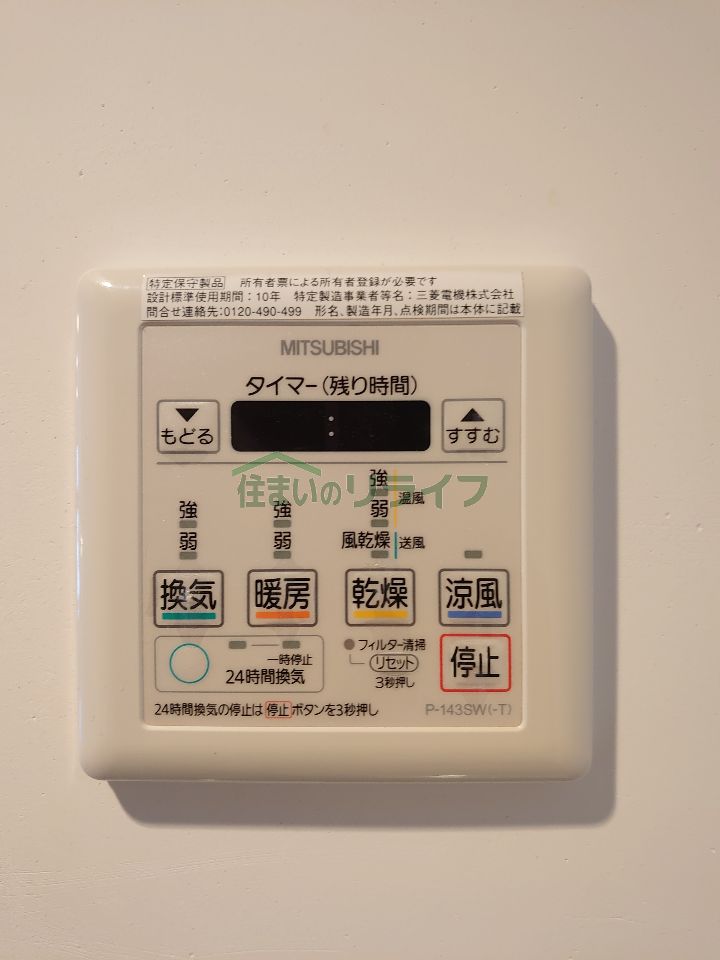 特定保守製品 所有者票による所有者登録が必要です
設計標準使用期間：10年 特定製造事業者等名：三菱電機株式会社
問合せ連絡先：0120-490-499 形名、製造年月、点検期間は本体に記載
MITSUBISHI
タイマー(残り時間)
▼ ： ▲
もどる すすむ
住まいのリライフ
強 強 強 温風
弱 弱 弱
風乾燥 送風
換気 暖房 乾燥 涼風
一時停止
24時間換気
フィルター清掃
リセット
3秒押し
停止
24時間換気の停止は 停止 ボタンを3秒押し
P-143SW(-T)